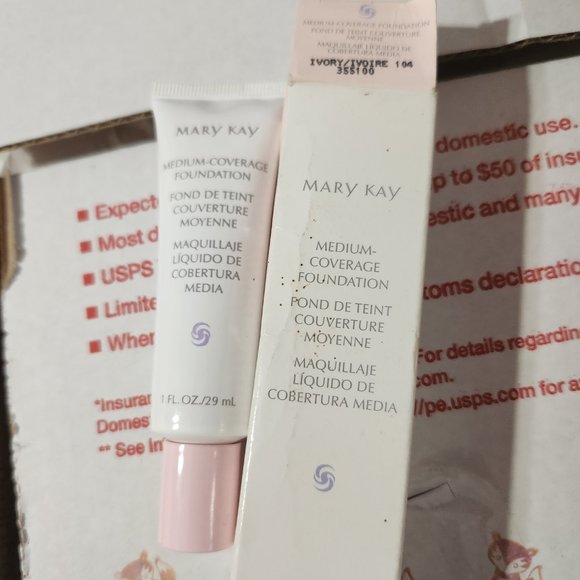 MEDIUM-COVERAGE FOUNDATION
FOND DE TEINT COUVERTURE
MOYENNE
MAQUILLAJE LÍQUIDO DE
COBERTURA MEDIA
IVORY/IVOIRE 104
355100
MARY KAY
MEDIUM-COVERAGE
FOUNDATION
FOND DE TEINT
COUVERTURE
MOYENNE
MAQUILLAJE
LÍQUIDO DE
COBERTURA
MEDIA
1 FL. OZ./29 mL
MARY KAY
MEDIUM-
COVERAGE
FOUNDATION
FOND DE TEINT
COUVERTURE
MOYENNE
MAQUILLAJE
LÍQUIDO DE
COBERTURA MEDIA
Expect
Most d
USPS
Limite
Wher
*Insuran
Domes
** See Int
domestic use.
p to $50 of insu
estic and many
toms declaratio
For details regardin
com.
//pe.usps.com for a